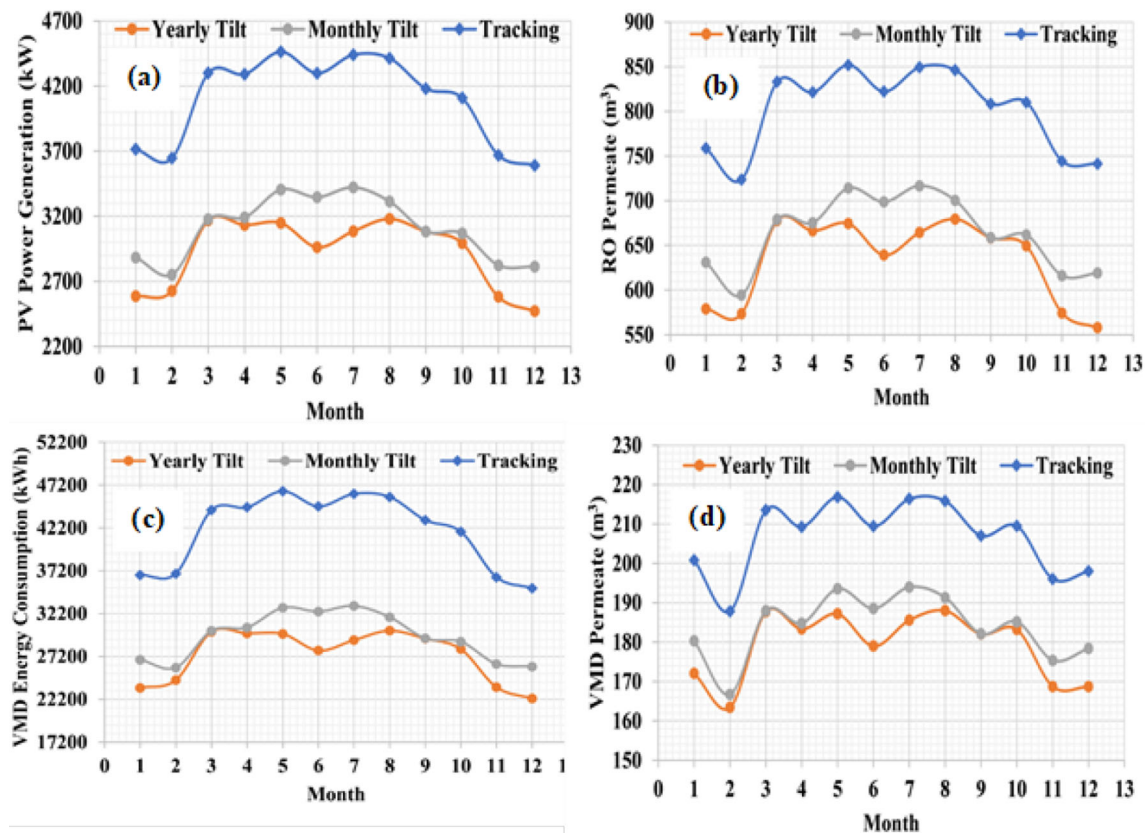 4700
4200
3700
3200
2700
2200
PV Power Generation (kW)
Yearly Tilt Monthly Tilt Tracking
(a)
0 1 2 3 4 5 6 7 8 9 10 11 12 13
Month
900
850
800
750
700
650
600
550
RO Permeate (m³)
Yearly Tilt Monthly Tilt Tracking
(b)
0 1 2 3 4 5 6 7 8 9 10 11 12 13
Month
52200
47200
42200
37200
32200
27200
22200
17200
VMD Energy Consumption (kWh)
Yearly Tilt Monthly Tilt Tracking
(c)
0 1 2 3 4 5 6 7 8 9 10 11 12 1
Month
230
220
210
200
190
180
170
160
150
VMD Permeate (m³)
Yearly Tilt Monthly Tilt Tracking
(d)
0 1 2 3 4 5 6 7 8 9 10 11 12 13
Month